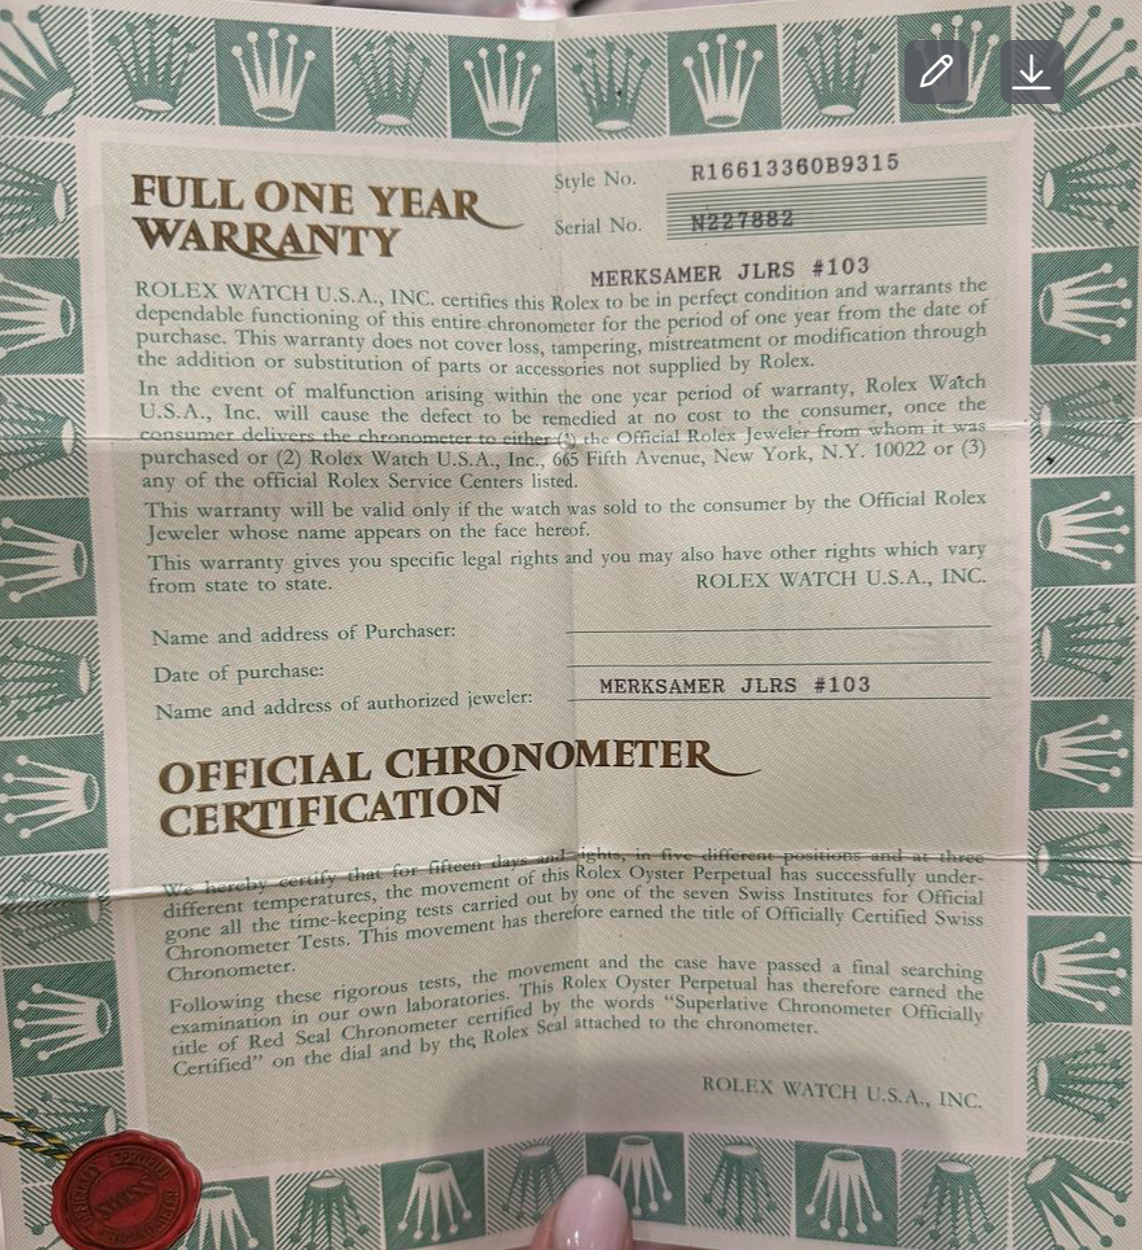 FULL ONE YEAR
WARRANTY
Style No. R16613360B9315
Serial No. N227882
MERKSAMER JLRS #103
ROLEX WATCH U.S.A., INC. certifies this Rolex to be in perfect condition and warrants the
dependable functioning of this entire chronometer for the period of one year from the date of
purchase. This warranty does not cover loss, tampering, mistreatment or modification through
the addition or substitution of parts or accessories not supplied by Rolex.
In the event of malfunction arising within the one year period of warranty, Rolex Watch
U.S.A., Inc. will cause the defect to be remedied at no cost to the consumer, once the
consumer delivers the chronometer to either (1) the Official Rolex Jeweler from whom it was
purchased or (2) Rolex Watch U.S.A., Inc., 665 Fifth Avenue, New York, N.Y. 10022 or (3)
any of the official Rolex Service Centers listed.
This warranty will be valid only if the watch was sold to the consumer by the Official Rolex
Jeweler whose name appears on the face hereof.
This warranty gives you specific legal rights and you may also have other rights which vary
from state to state.
ROLEX WATCH U.S.A., INC.
Name and address of Purchaser:
Date of purchase:
Name and address of authorized jeweler: MERKSAMER JLRS #103
OFFICIAL CHRONOMETER
CERTIFICATION
We hereby certify that for fifteen days and nights, in five different positions and at three
different temperatures, the movement of this Rolex Oyster Perpetual has successfully under-
gone all the time-keeping tests carried out by one of the seven Swiss Institutes for Official
Chronometer Tests. This movement has therefore earned the title of Officially Certified Swiss
Chronometer.
Following these rigorous tests, the movement and the case have passed a final searching
examination in our own laboratories. This Rolex Oyster Perpetual has therefore earned the
title of Red Seal Chronometer certified by the words "Superlative Chronometer Officially
Certified" on the dial and by the Rolex Seal attached to the chronometer.
ROLEX WATCH U.S.A., INC.